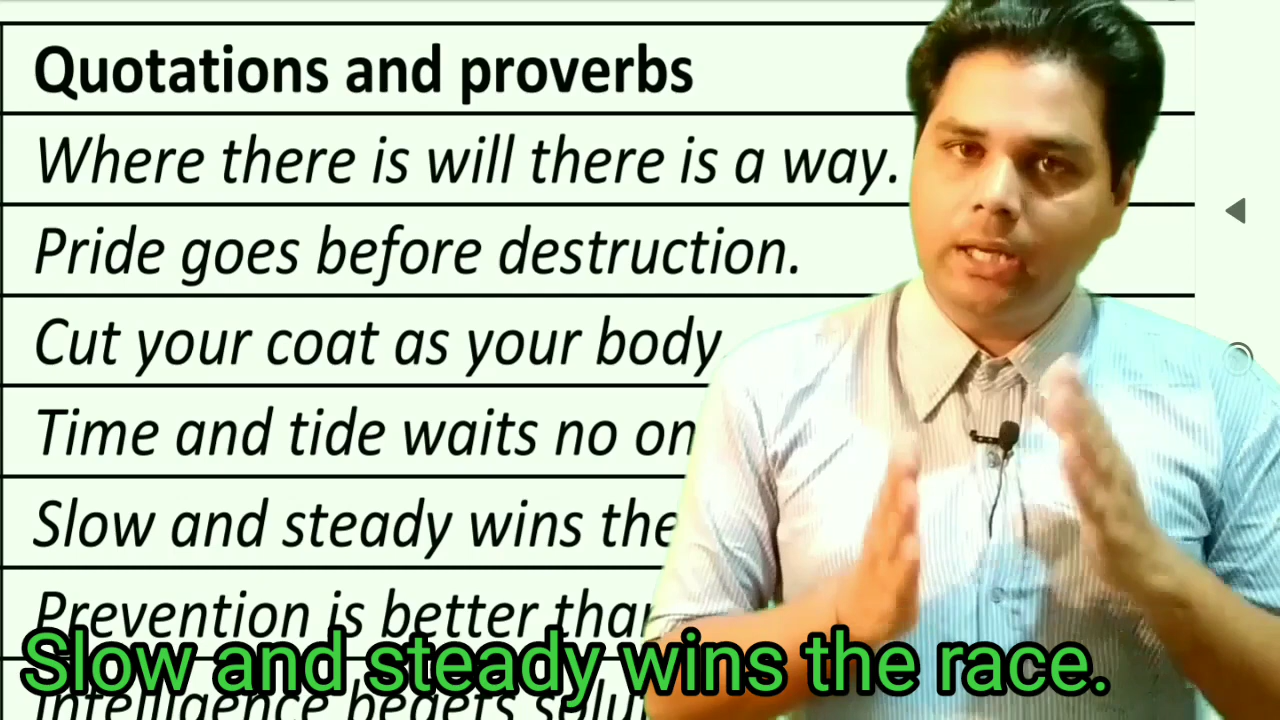 Quotations and proverbs
Where there is will there is a way.
Pride goes before destruction.
Cut your coat as your body
Time and tide waits no
Slow and steady wins the
Prevention is better
Slow and steady wins the race.
Intelligence begets